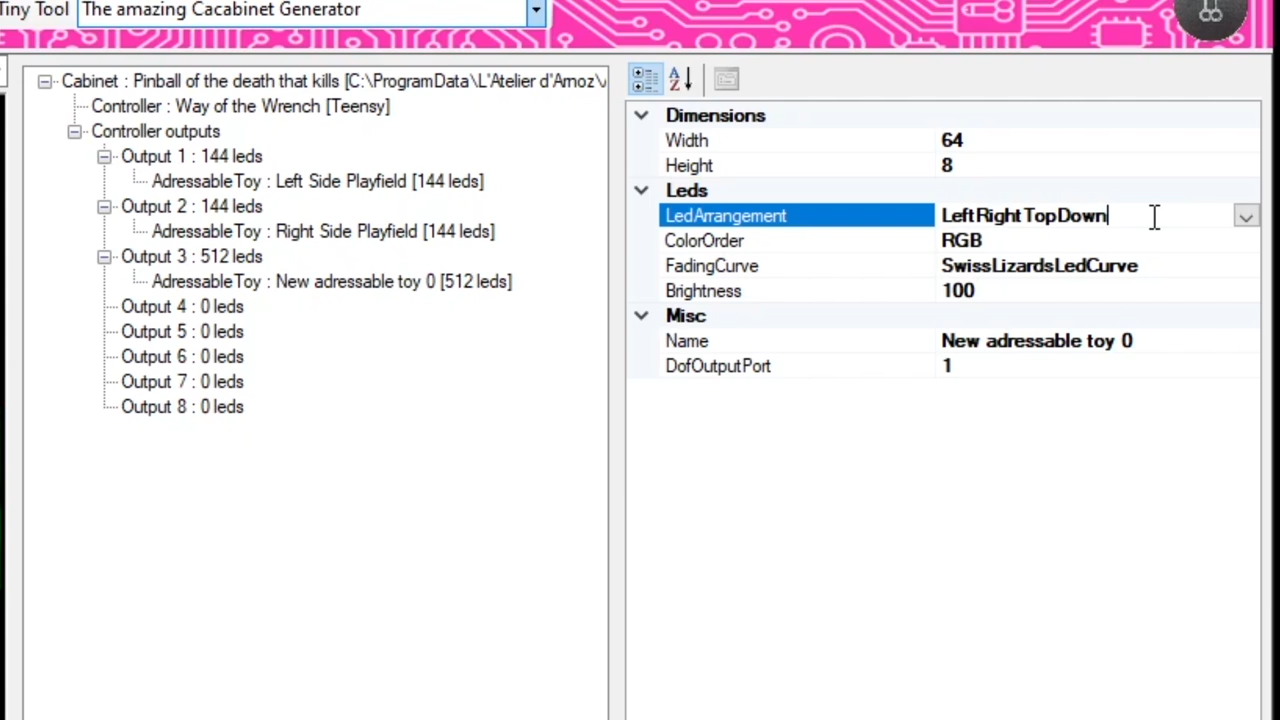 Tiny Tool The amazing Cacabinet Generator
Cabinet : Pinball of the death that kills [C:\ProgramData\L'Atelier d'Amoz\
Controller : Way of the Wrench [Teensy]
Controller outputs
Output 1 : 144 leds
AdressableToy : Left Side Playfield [144 leds]
Output 2 : 144 leds
AdressableToy : Right Side Playfield [144 leds]
Output 3 : 512 leds
AdressableToy : New adressable toy 0 [512 leds]
Output 4 : 0 leds
Output 5 : 0 leds
Output 6 : 0 leds
Output 7 : 0 leds
Output 8 : 0 leds
Dimensions
Width 64
Height 8
Leds
LedArrangement LeftRightTopDown
ColorOrder RGB
FadingCurve SwissLizardsLedCurve
Brightness 100
Misc
Name New adressable toy 0
DofOutputPort 1